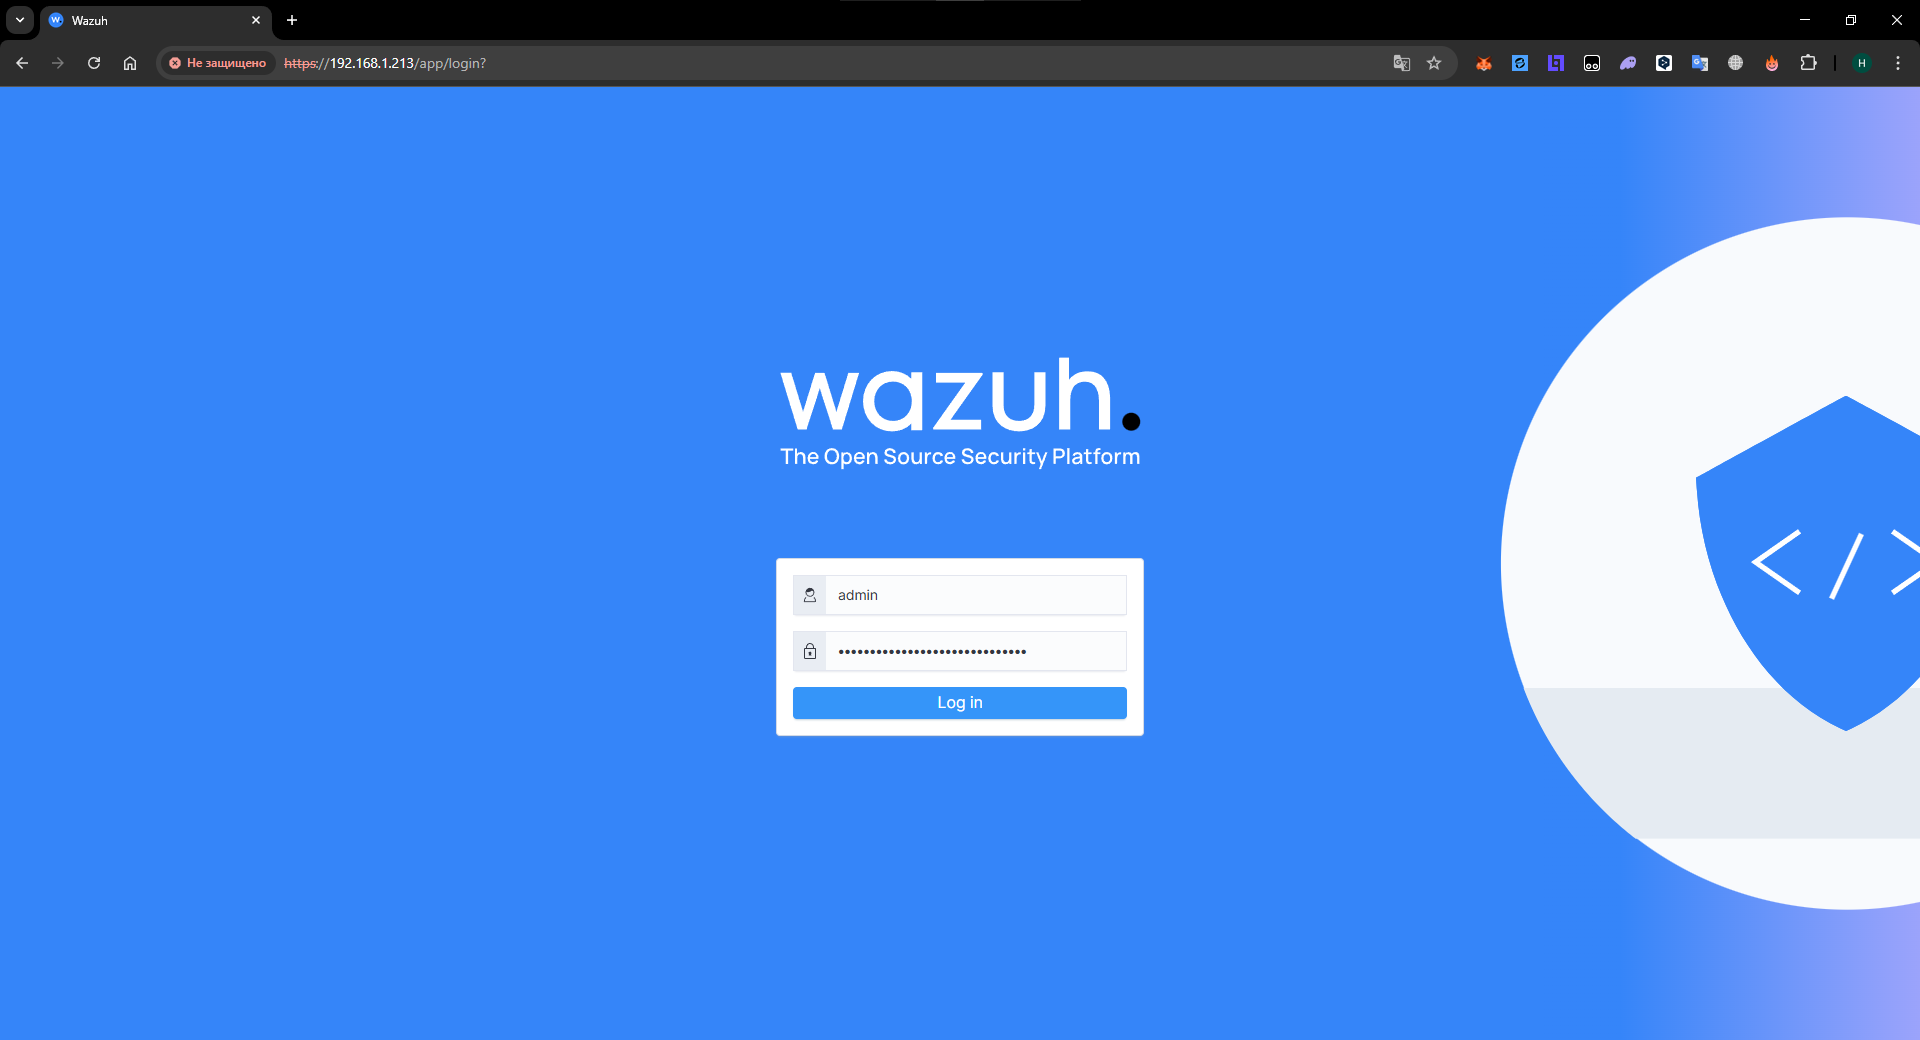 Wazuh
Не защищено
https://192.168.1.213/app/login?
H
wazuh.
The Open Source Security Platform
</>
admin
••••••••••••••••••••••••••••••
Log in